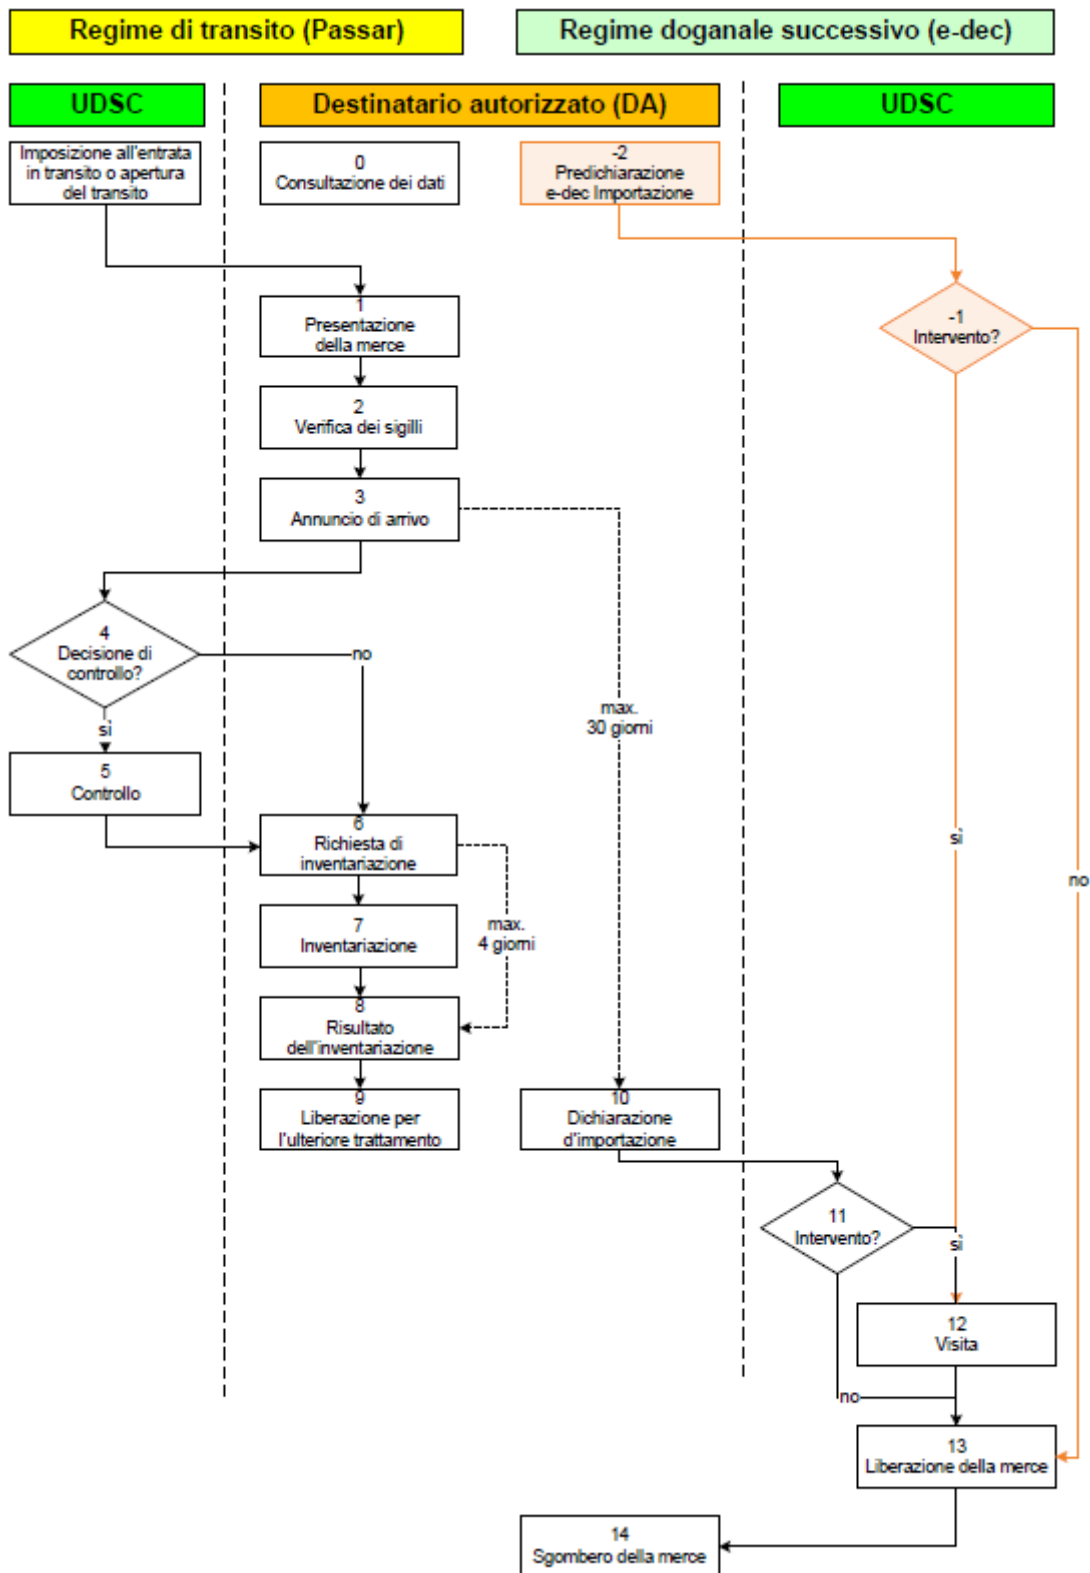 Regime di transito (Passar)
Regime doganale successivo (e-dec)
UDSC
Destinatario autorizzato (DA)
UDSC
Imposizione all'entrata
in transito o apertura
del transito
0
Consultazione dei dati
-2
Predichiarazione
e-dec Importazione
-1
Intervento?
1
Presentazione
della merce
2
Verifica dei sigilli
3
Annuncio di arrivo
4
Decisione di
controllo?
no
sì
max.
30 giorni
5
Controllo
6
Richiesta di
inventariazione
sì
no
7
Inventariazione
max.
4 giorni
8
Risultato
dell'inventariazione
9
Liberazione per
l'ulteriore trattamento
10
Dichiarazione
d'importazione
11
Intervento?
sì
12
Visita
no
13
Liberazione della merce
14
Sgombero della merce